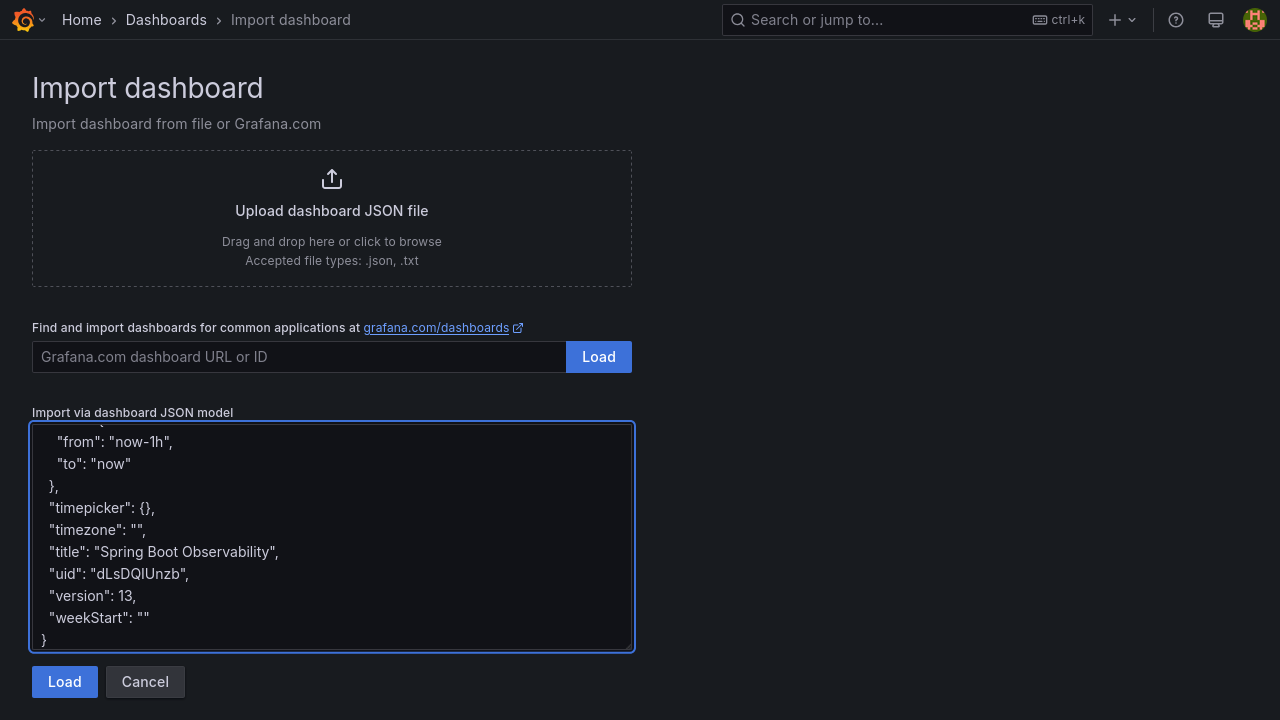 Home › Dashboards › Import dashboard
Search or jump to...
ctrl+k
Import dashboard
Import dashboard from file or Grafana.com
Upload dashboard JSON file
Drag and drop here or click to browse
Accepted file types: .json, .txt
Find and import dashboards for common applications at grafana.com/dashboards
Grafana.com dashboard URL or ID
Load
Import via dashboard JSON model
"from": "now-1h",
"to": "now"
},
"timepicker": {},
"timezone": "",
"title": "Spring Boot Observability",
"uid": "dLsDQIUnzb",
"version": 13,
"weekStart": ""
}
Load
Cancel